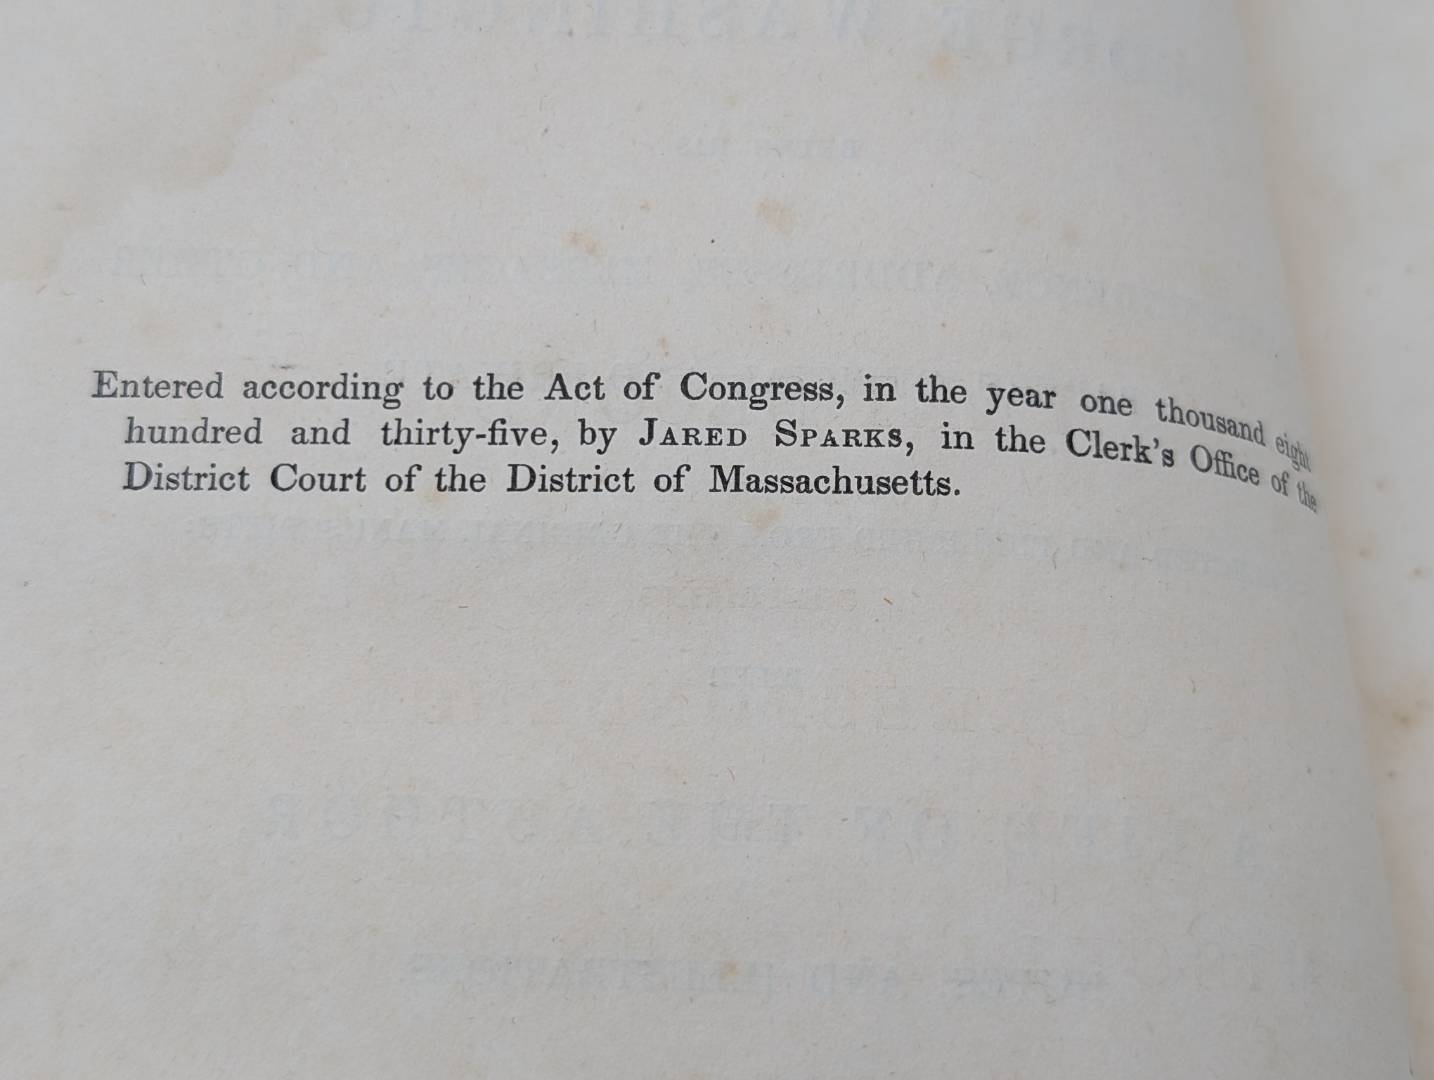 Entered according to the Act of Congress, in the year one thousand eight
hundred and thirty-five, by JARED SPARKS, in the Clerk's Office of the
District Court of the District of Massachusetts.